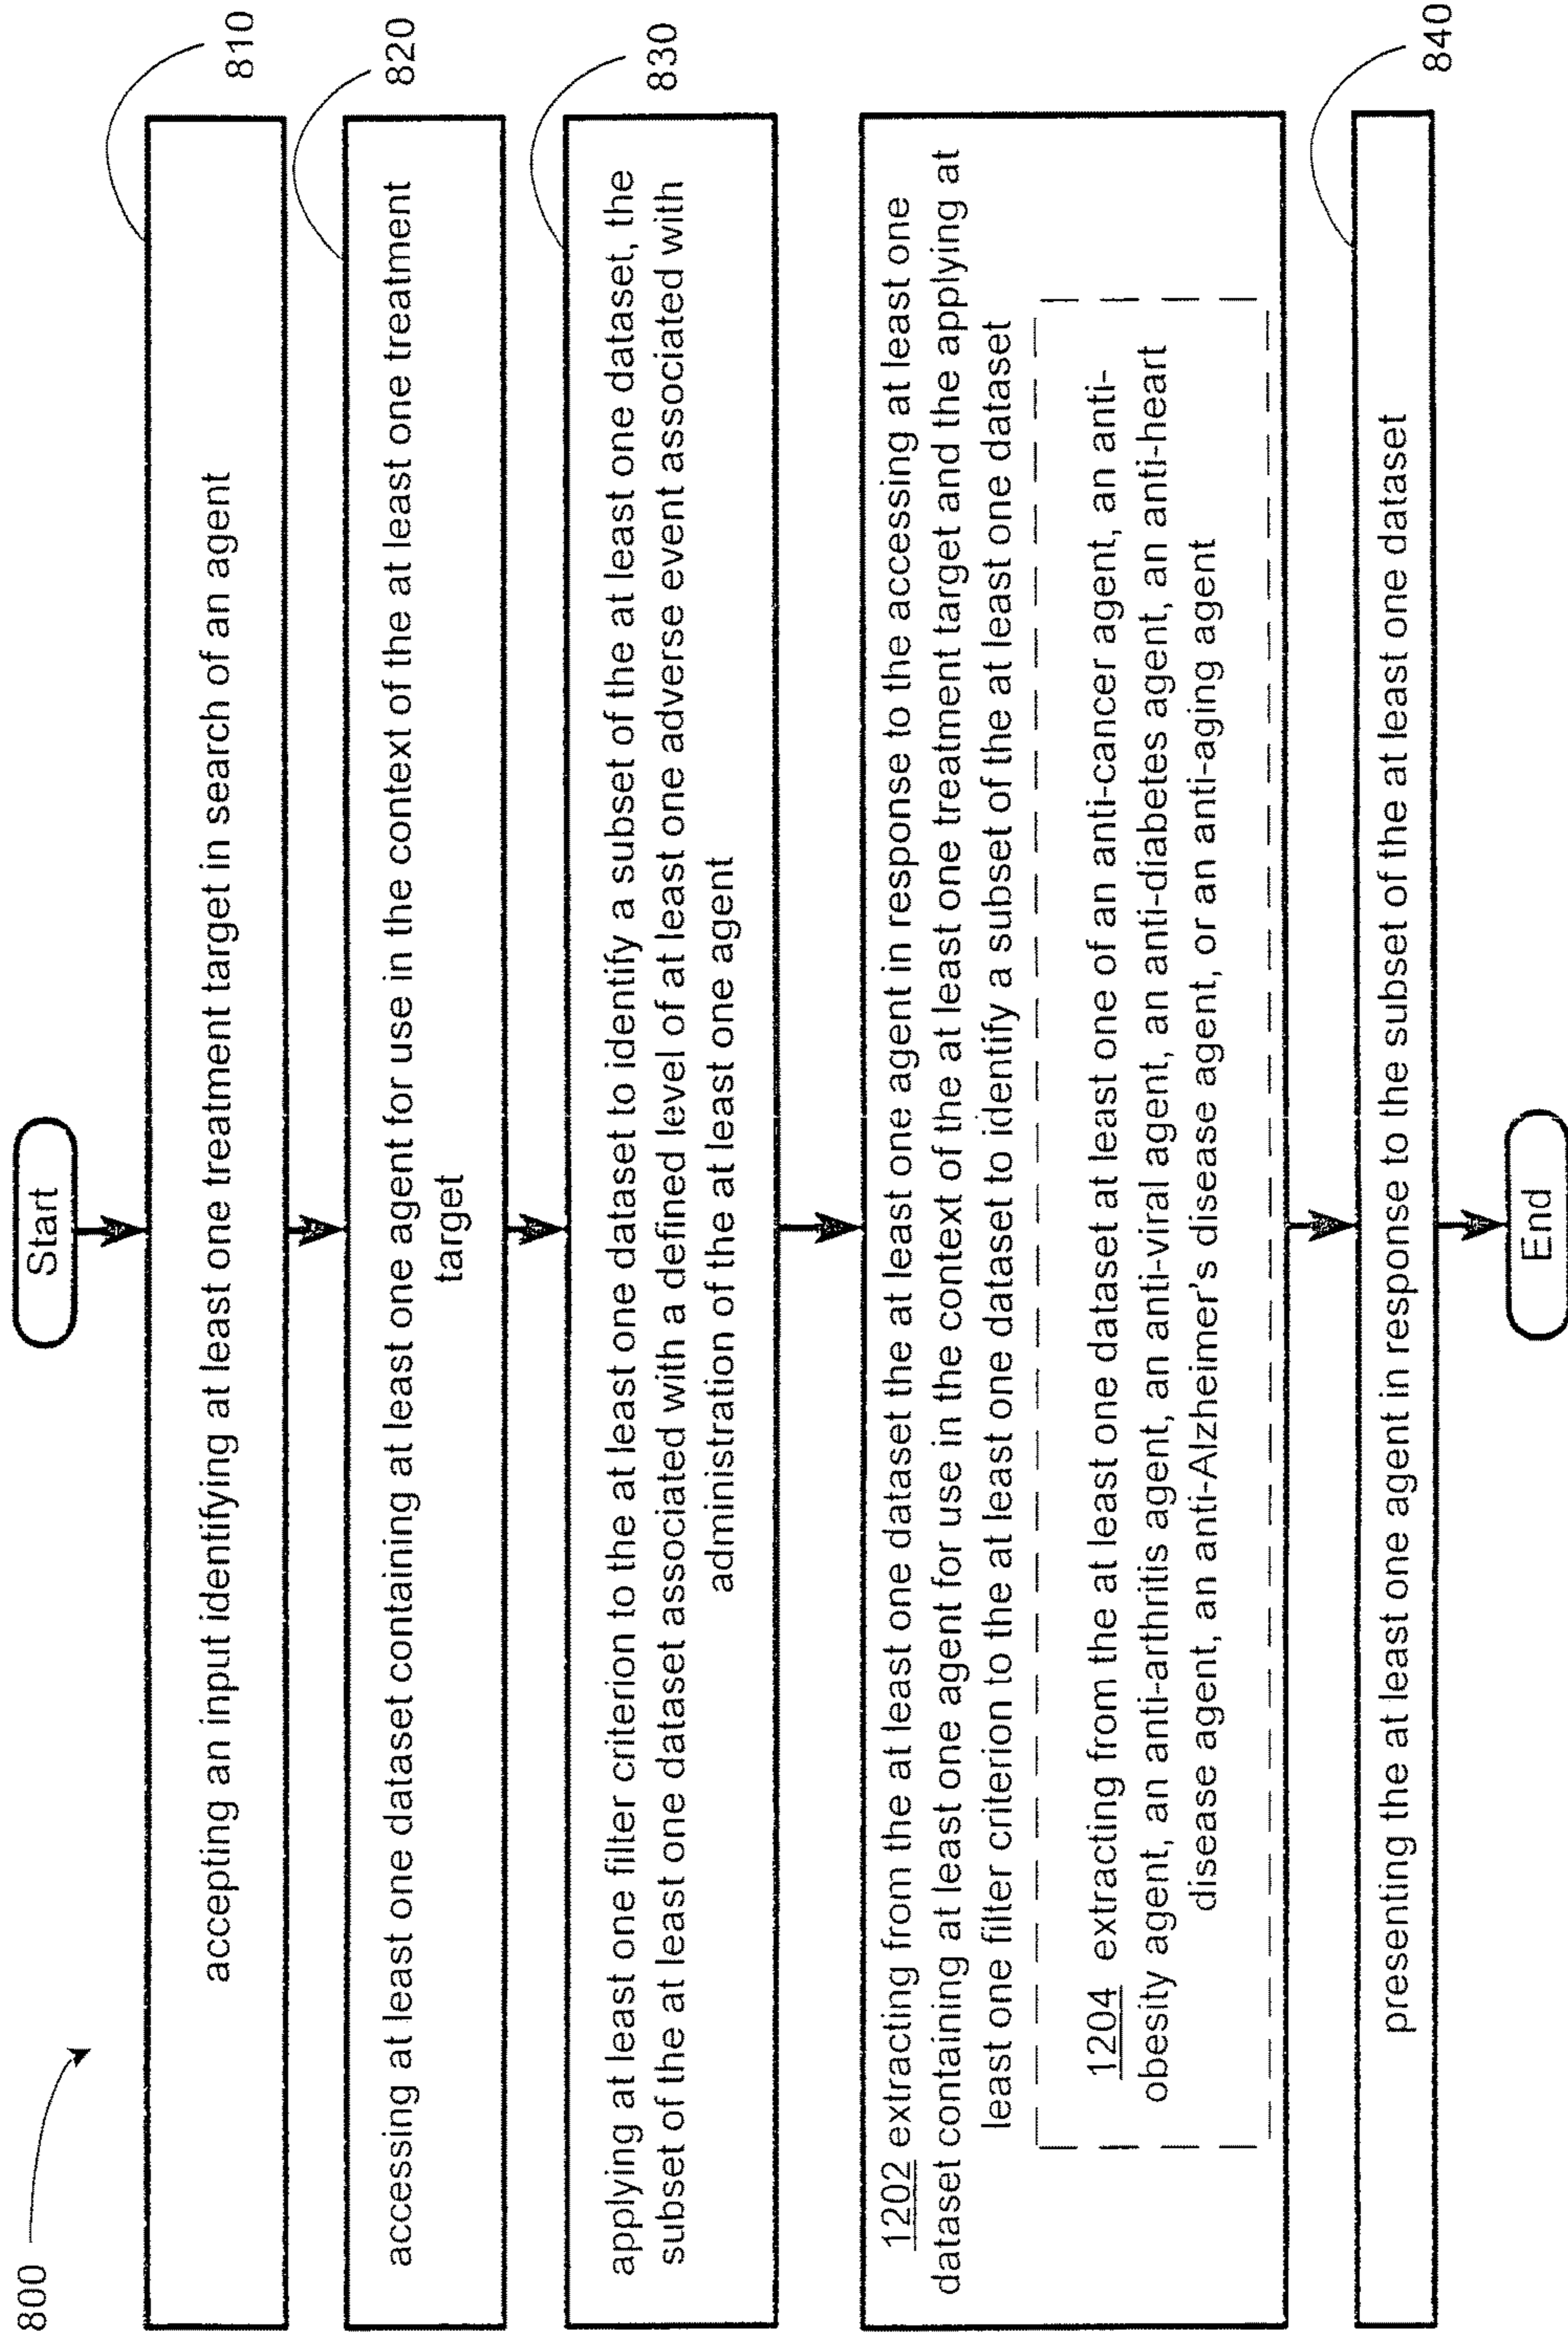 800
Start
810
accepting an input identifying at least one treatment target in search of an agent
820
accessing at least one dataset containing at least one agent for use in the context of the at least one treatment
target
830
applying at least one filter criterion to the at least one dataset to identify a subset of the at least one dataset, the
subset of the at least one dataset associated with a defined level of at least one adverse event associated with
administration of the at least one agent
1202 extracting from the at least one dataset the at least one agent in response to the accessing at least one
dataset containing at least one agent for use in the context of the at least one treatment target and the applying at
least one filter criterion to the at least one dataset to identify a subset of the at least one dataset
1204 extracting from the at least one dataset at least one of an anti-cancer agent, an anti-
obesity agent, an anti-arthritis agent, an anti-viral agent, an anti-diabetes agent, an anti-heart
disease agent, an anti-Alzheimer's disease agent, or an anti-aging agent
840
presenting the at least one agent in response to the subset of the at least one dataset
End